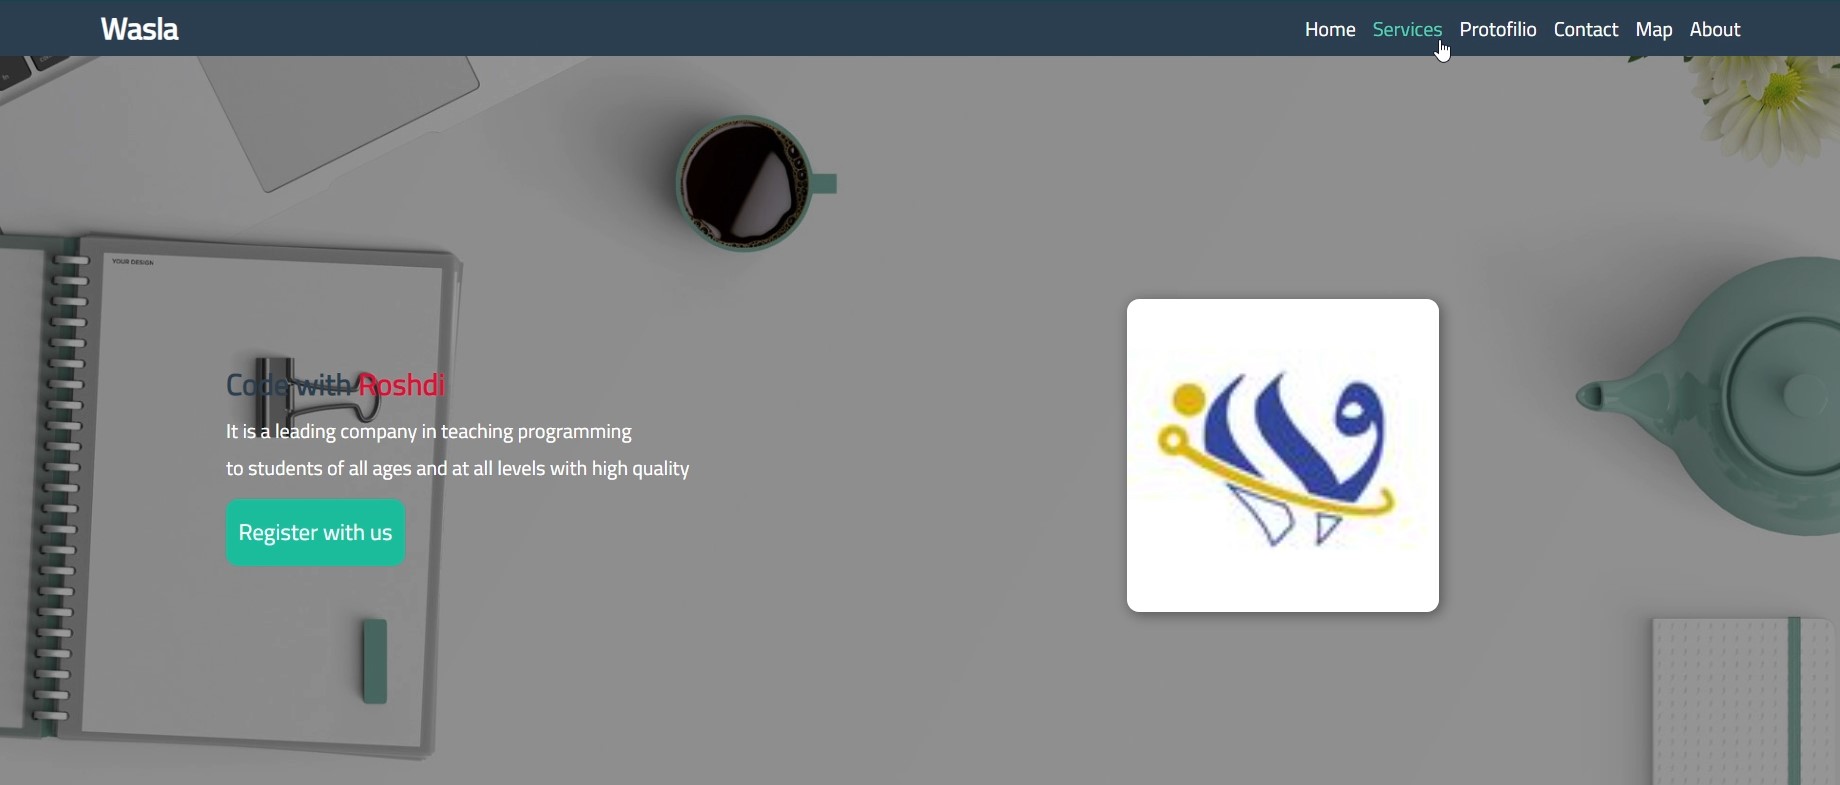 Wasla
Home Services Protofilio Contact Map About
YOUR DESIGN
Code with Roshdi
It is a leading company in teaching programming
to students of all ages and at all levels with high quality
Register with us